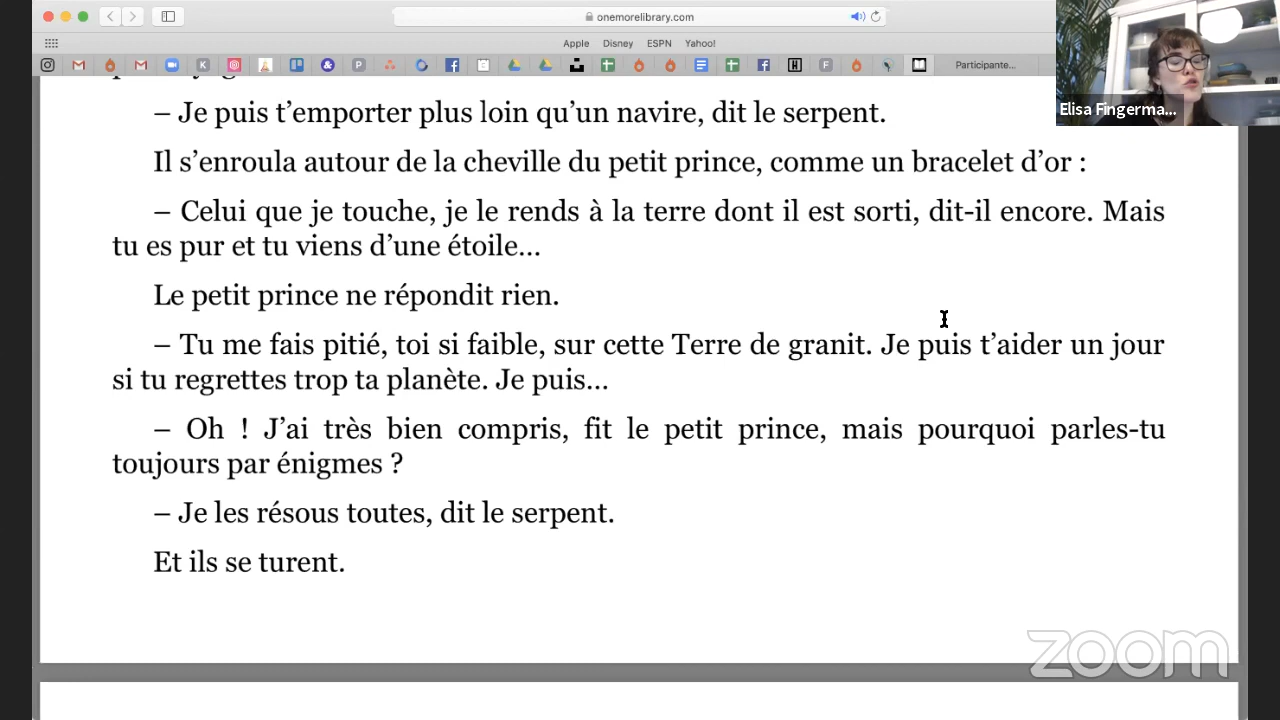 onemorelibrary.com
Apple Disney ESPN Yahoo!
Participante...
Elisa Fingerma...
– Je puis t’emporter plus loin qu’un navire, dit le serpent.
Il s’enroula autour de la cheville du petit prince, comme un bracelet d’or :
– Celui que je touche, je le rends à la terre dont il est sorti, dit-il encore. Mais
tu es pur et tu viens d’une étoile...
Le petit prince ne répondit rien.
– Tu me fais pitié, toi si faible, sur cette Terre de granit. Je puis t’aider un jour
si tu regrettes trop ta planète. Je puis...
– Oh ! J’ai très bien compris, fit le petit prince, mais pourquoi parles-tu
toujours par énigmes ?
– Je les résous toutes, dit le serpent.
Et ils se turent.
zoom